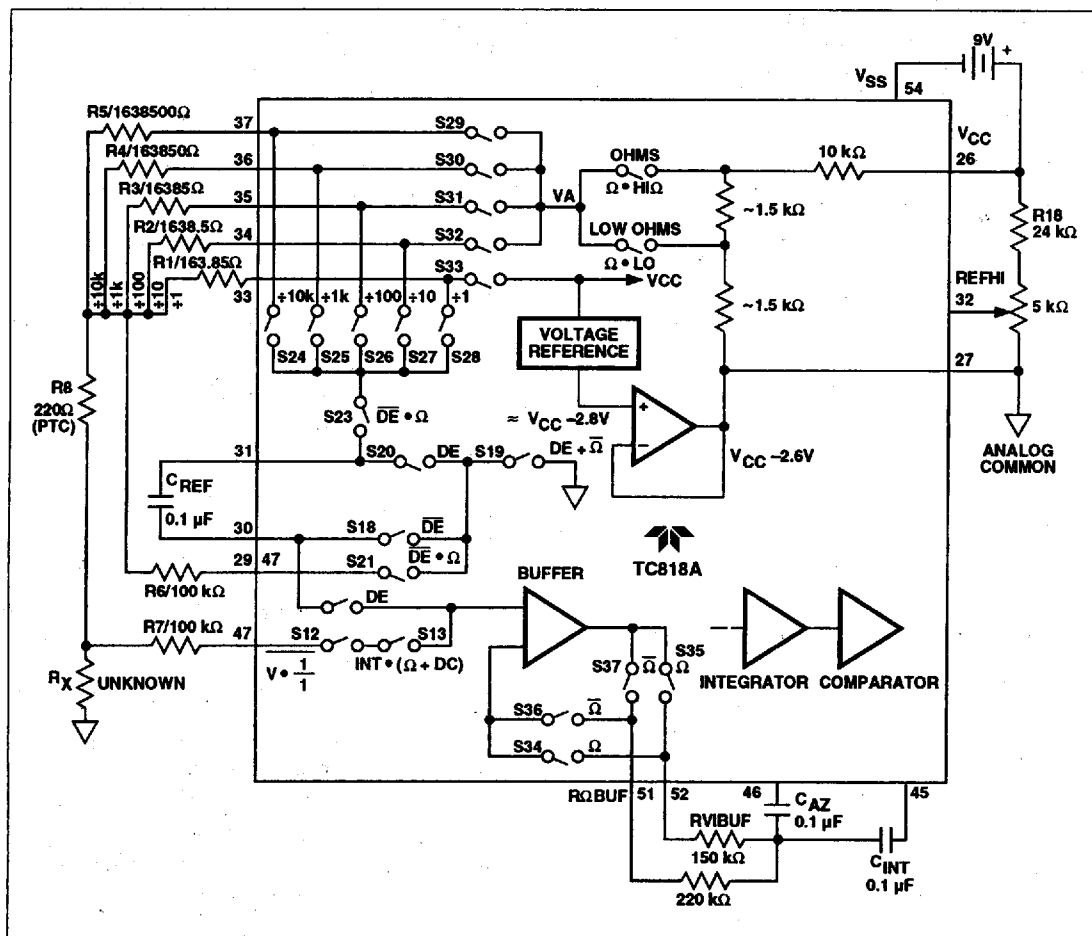 9V
+
VSS
54
R5/1638500Ω
37
S29
VCC
R4/163850Ω
36
S30
OHMS
Ω • HIΩ
10 kΩ
26
R3/16385Ω
35
S31
VA
~1.5 kΩ
R18
24 kΩ
R2/1638.5Ω
34
S32
LOW OHMS
Ω • LO
R1/163.85Ω
33
S33
VCC
REFHI
32
5 kΩ
÷10k
÷1k
÷100
÷10
÷1
÷10k
÷1k
÷100
÷10
÷1
~1.5 kΩ
VOLTAGE
REFERENCE
S24
S25
S26
S27
S28
27
R8
220Ω
(PTC)
S23
DE • Ω
≈ VCC –2.8V
+
–
ANALOG
COMMON
31
S20
DE
S19
DE + Ω
VCC –2.6V
CREF
0.1 µF
30
S18
DE
TC818A
29
47
S21
DE • Ω
R6/100 kΩ
BUFFER
DE
R7/100 kΩ
47
S12
S13
V • 1/1
INT • (Ω + DC)
S37
Ω
S35
Ω
INTEGRATOR
COMPARATOR
RX
UNKNOWN
S36
Ω
S34
Ω
RΩBUF
51
52
46
45
CAZ
0.1 µF
RVIBUF
150 kΩ
CINT
0.1 µF
220 kΩ